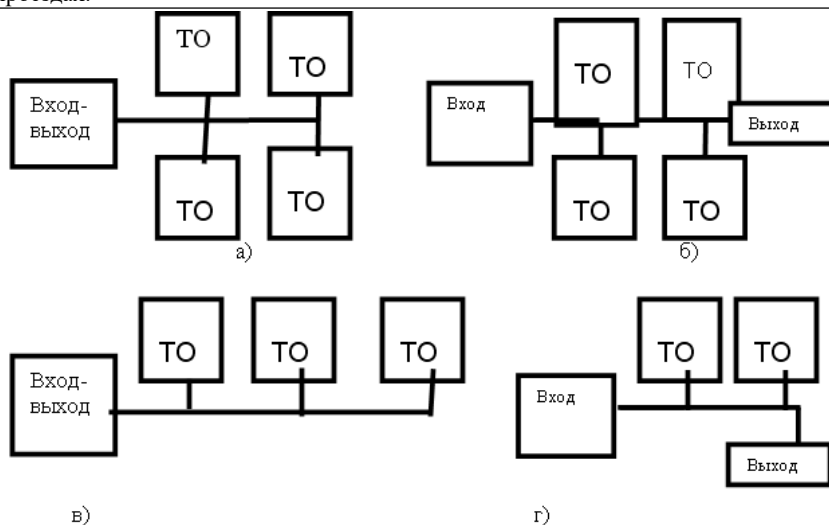 ТО
ТО
Вход-
выход
ТО
ТО
а)
ТО
ТО
Вход
Выход
ТО
ТО
б)
ТО
ТО
ТО
Вход-
выход
в)
ТО
ТО
Вход
Выход
г)